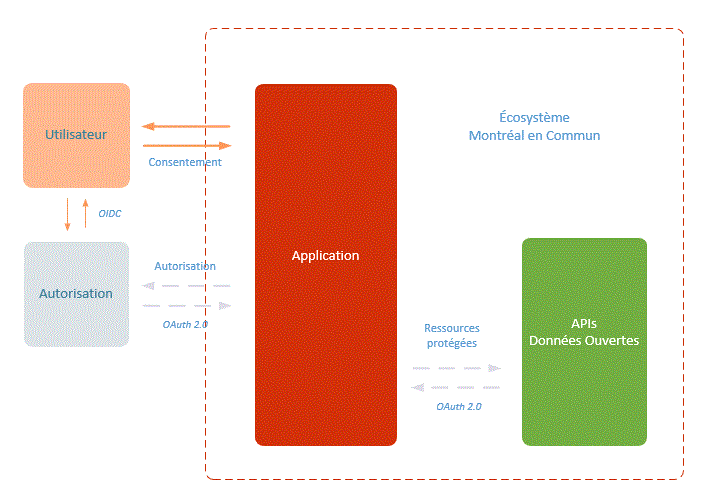 Écosystème
Montréal en Commun
Utilisateur
Consentement
OIDC
Autorisation
Autorisation
OAuth 2.0
Application
Ressources
protégées
OAuth 2.0
APIs
Données Ouvertes